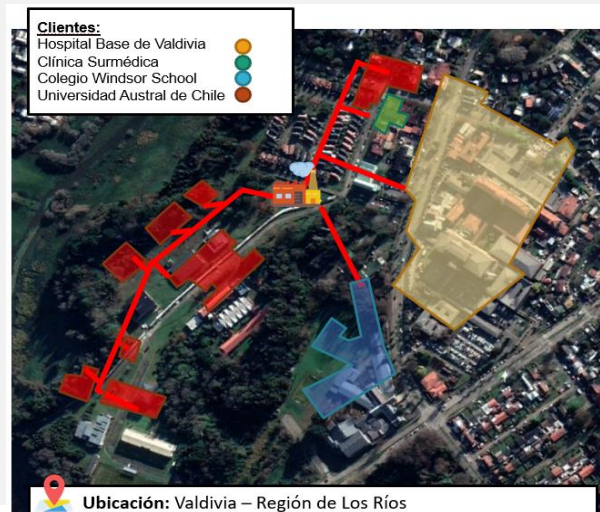 Clientes:
Hospital Base de Valdivia
Clínica Surmédica
Colegio Windsor School
Universidad Austral de Chile
Ubicación: Valdivia – Región de Los Ríos